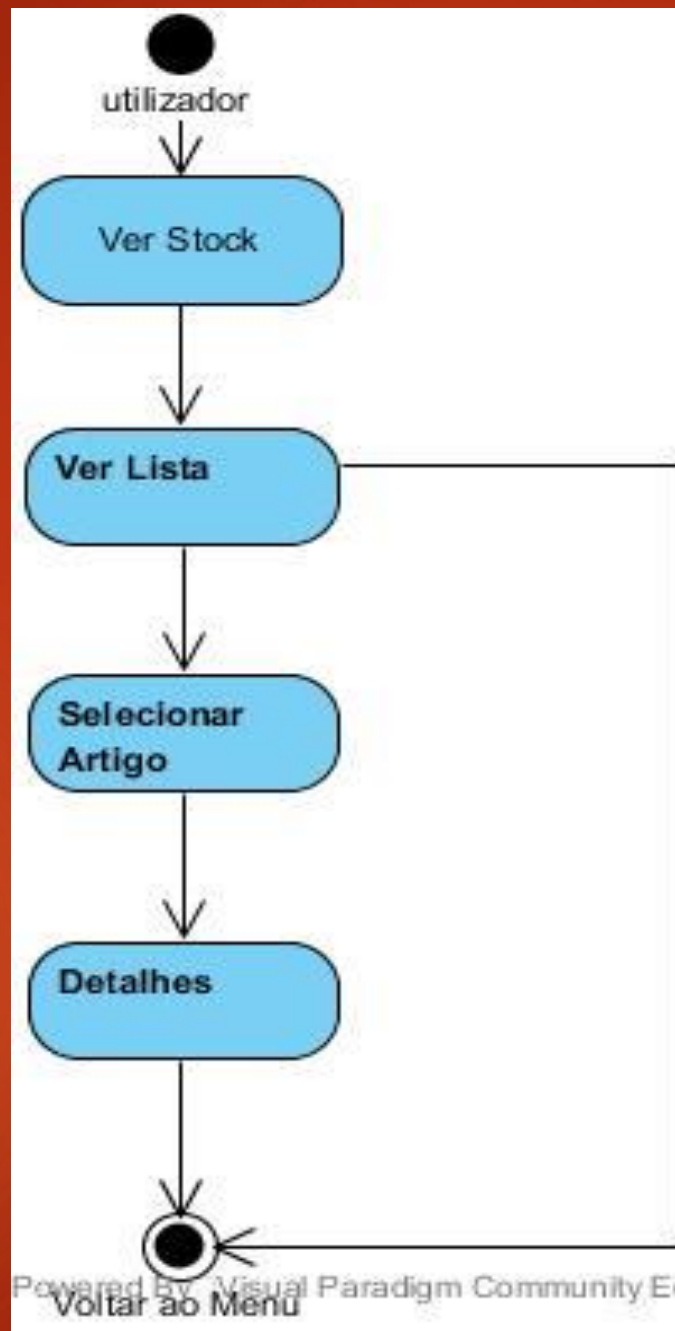 utilizador
Ver Stock
Ver Lista
Selecionar
Artigo
Detalhes
Powered By Visual Paradigm Community
Voltar ao Menu